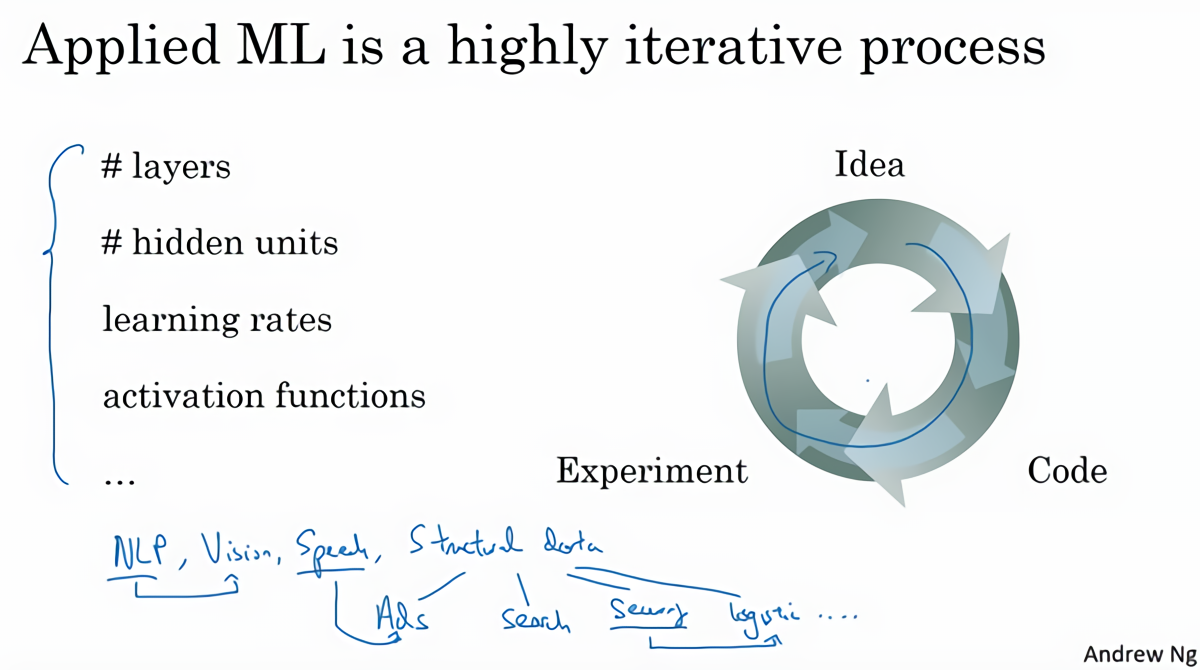 Applied ML is a highly iterative process
# layers
# hidden units
learning rates
activation functions
...
Idea
Experiment
Code
NLP, Vision, Speech, Structural data
Ads Search Security Logistic ....
Andrew Ng